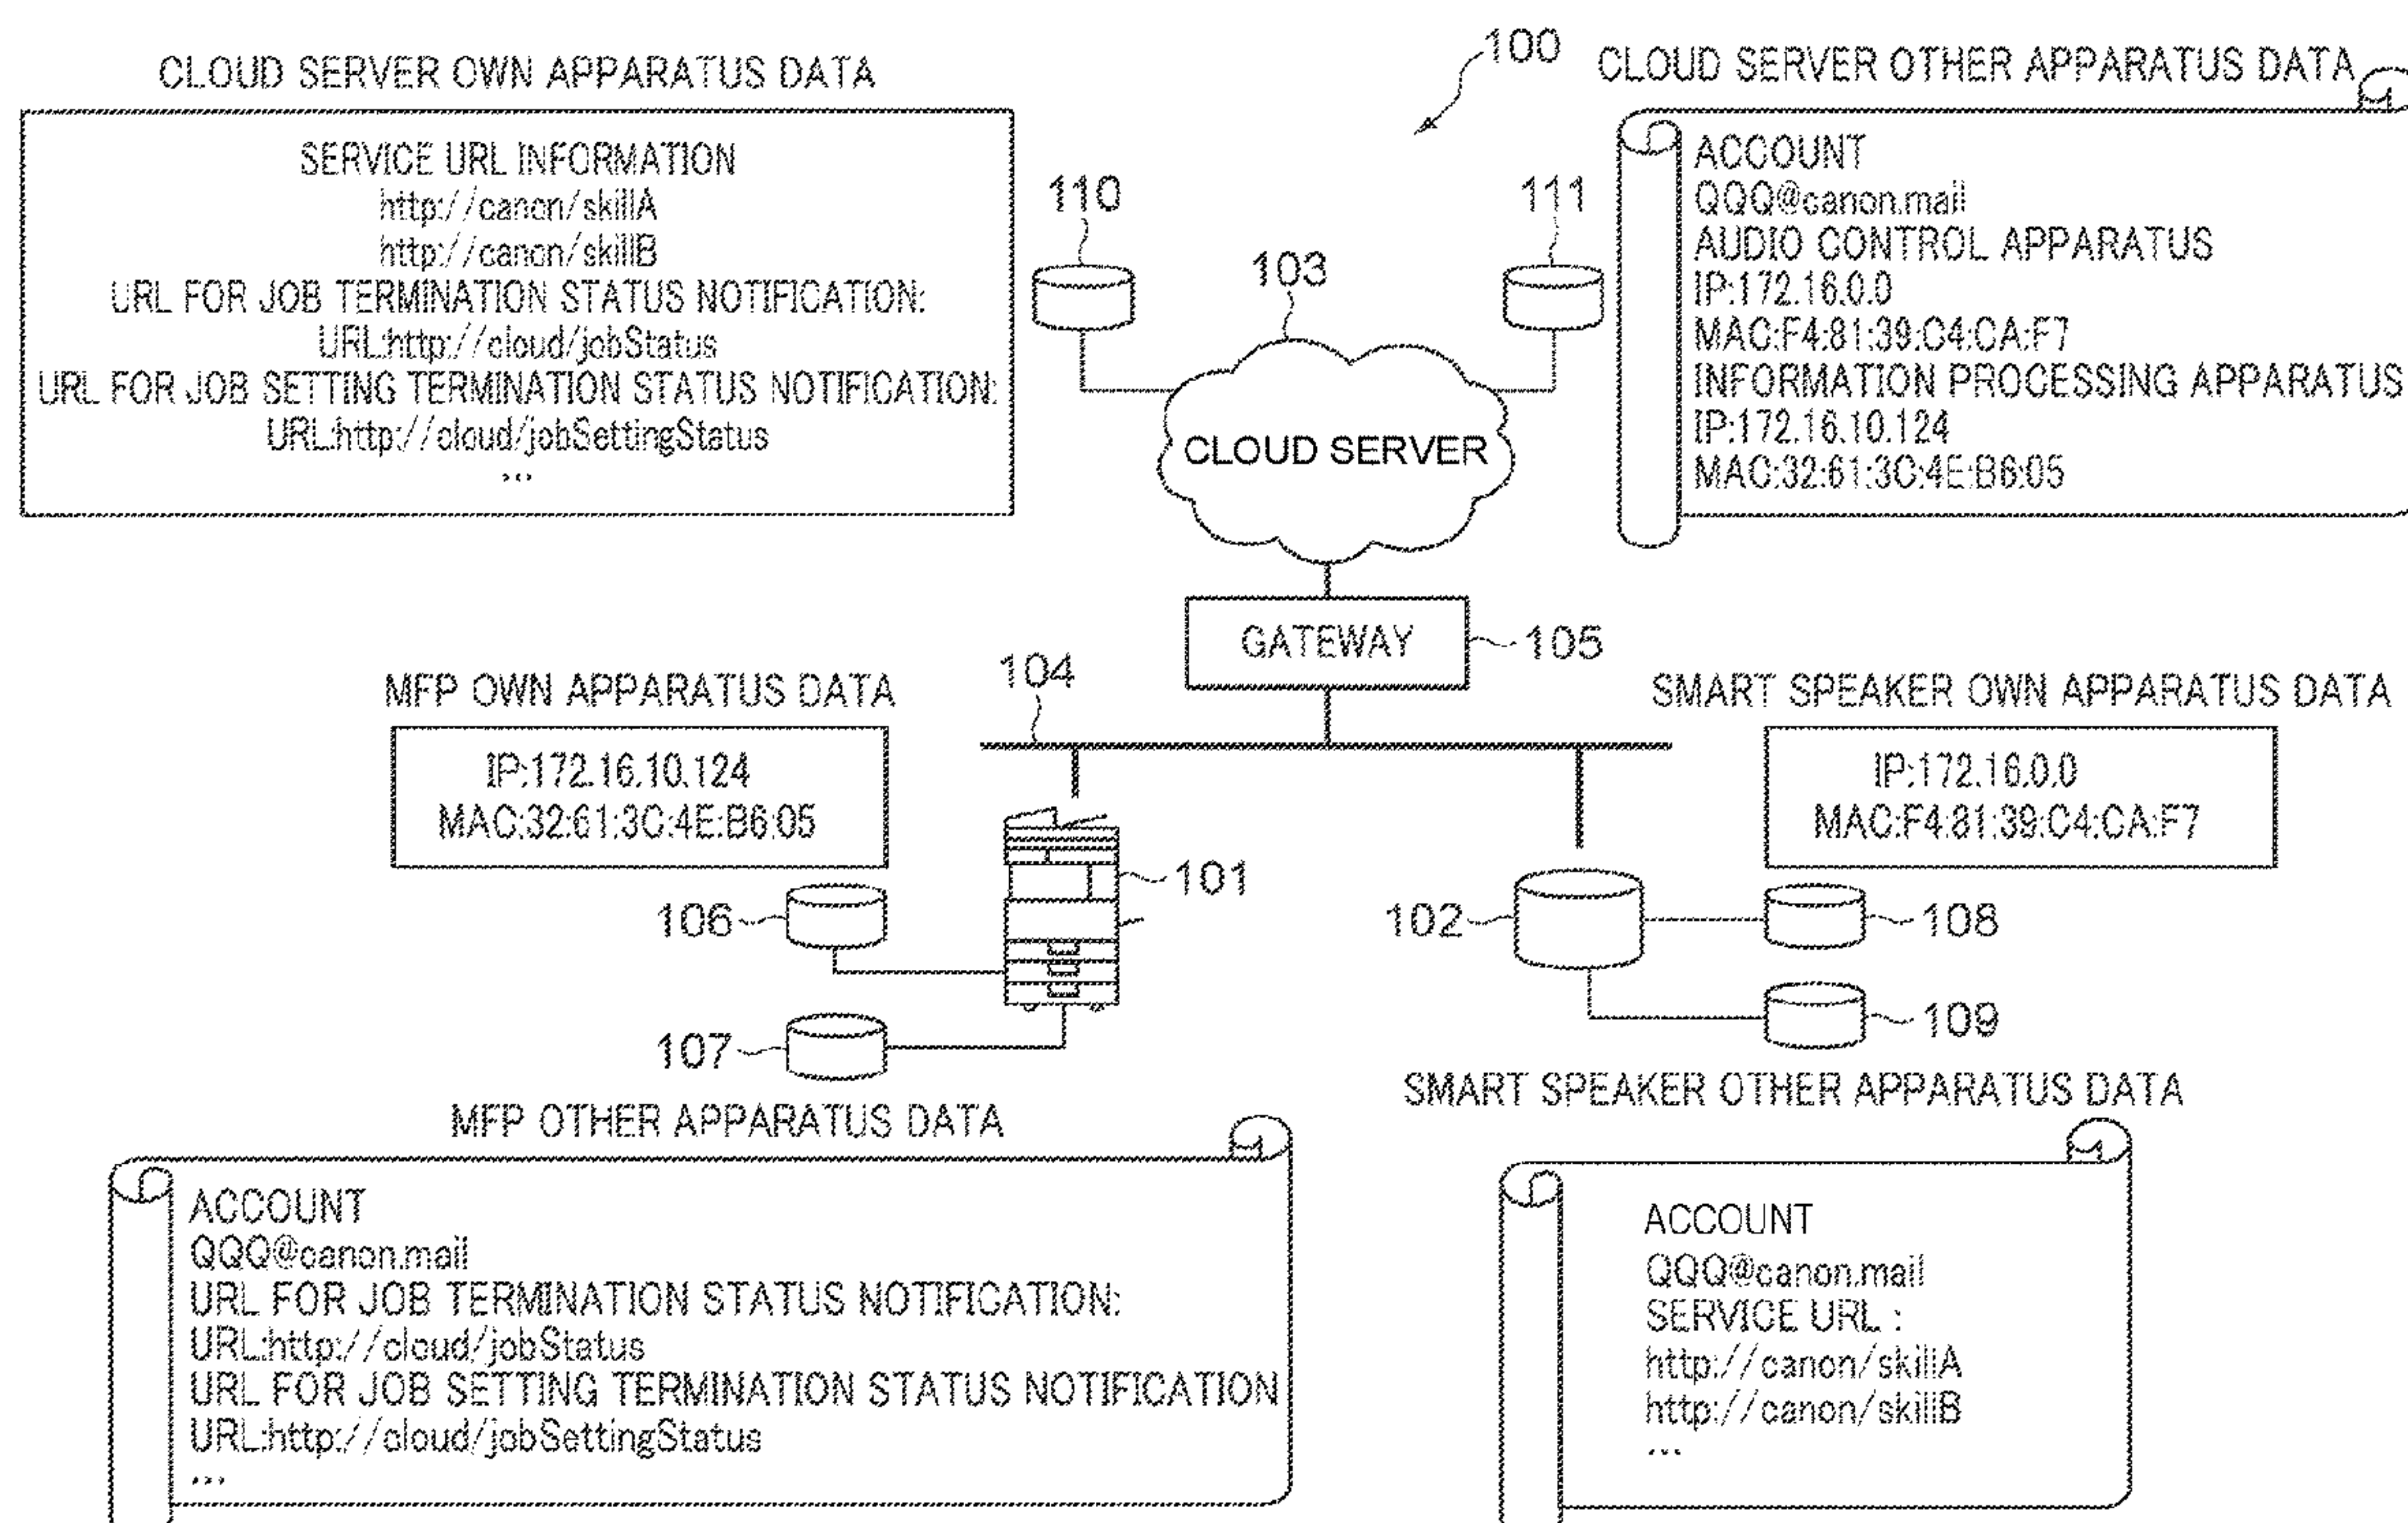 100
CLOUD SERVER OWN APPARATUS DATA
SERVICE URL INFORMATION
http://canon/skillA
http://canon/skillB
URL FOR JOB TERMINATION STATUS NOTIFICATION:
URL:http://cloud/jobStatus
URL FOR JOB SETTING TERMINATION STATUS NOTIFICATION:
URL:http://cloud/jobSettingStatus
...
110
103
111
CLOUD SERVER
CLOUD SERVER OTHER APPARATUS DATA
ACCOUNT
QQQ@canon.mail
AUDIO CONTROL APPARATUS
IP:172.16.0.0
MAC:F4:81:39:C4:CA:F7
INFORMATION PROCESSING APPARATUS
IP:172.16.10.124
MAC:32:61:3C:4E:B6:05
GATEWAY
105
104
MFP OWN APPARATUS DATA
IP:172.16.10.124
MAC:32:61:3C:4E:B6:05
101
106
107
SMART SPEAKER OWN APPARATUS DATA
IP:172.16.0.0
MAC:F4:81:39:C4:CA:F7
102
108
109
MFP OTHER APPARATUS DATA
ACCOUNT
QQQ@canon.mail
URL FOR JOB TERMINATION STATUS NOTIFICATION:
URL:http://cloud/jobStatus
URL FOR JOB SETTING TERMINATION STATUS NOTIFICATION
URL:http://cloud/jobSettingStatus
...
SMART SPEAKER OTHER APPARATUS DATA
ACCOUNT
QQQ@canon.mail
SERVICE URL :
http://canon/skillA
http://canon/skillB
...